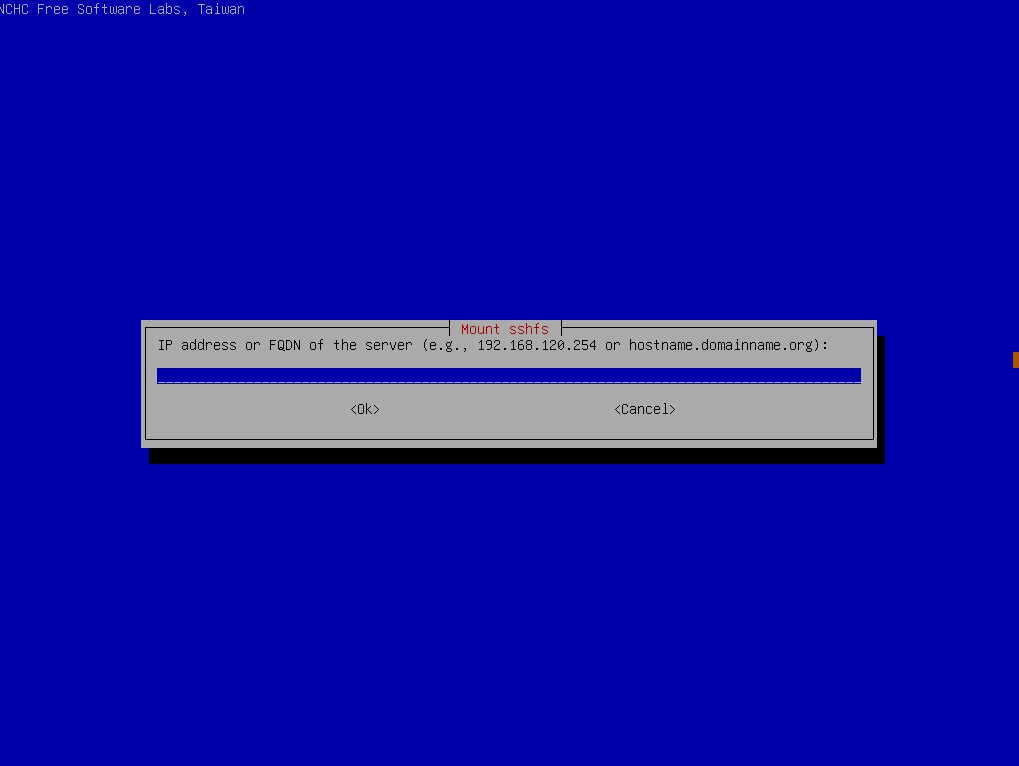 NCHC Free Software Labs, Taiwan
Mount sshfs
IP address or FQDN of the server (e.g., 192.168.120.254 or hostname.domainname.org):
<Ok> <Cancel>